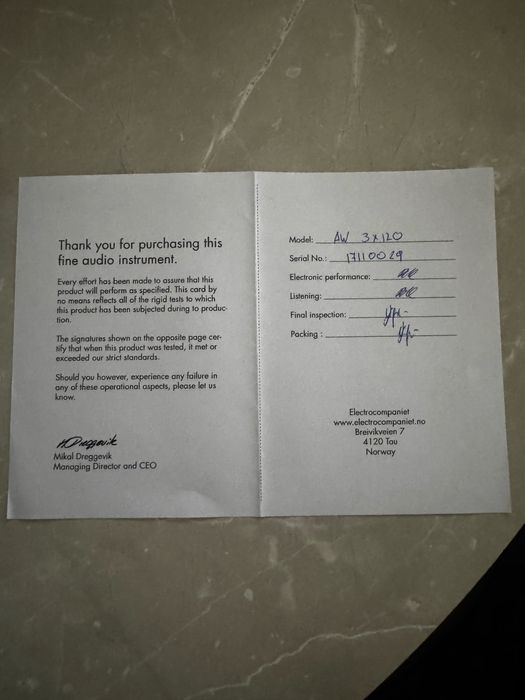 Thank you for purchasing this
fine audio instrument.
Every effort has been made to assure that this
product will perform as specified. This card by
no means reflects all of the rigid tests to which
this product has been subjected during to produc-
tion.
The signatures shown on the opposite page cer-
tify that when this product was tested, it met or
exceeded our strict standards.
Should you however, experience any failure in
any of these operational aspects, please let us
know.
M Dreggevik
Mikal Dreggevik
Managing Director and CEO
Model: AW 3x120
Serial No.: 17110029
Electronic performance:
Listening:
Final inspection:
Packing :
Electrocompaniet
www.electrocompaniet.no
Breivikveien 7
4120 Tau
Norway